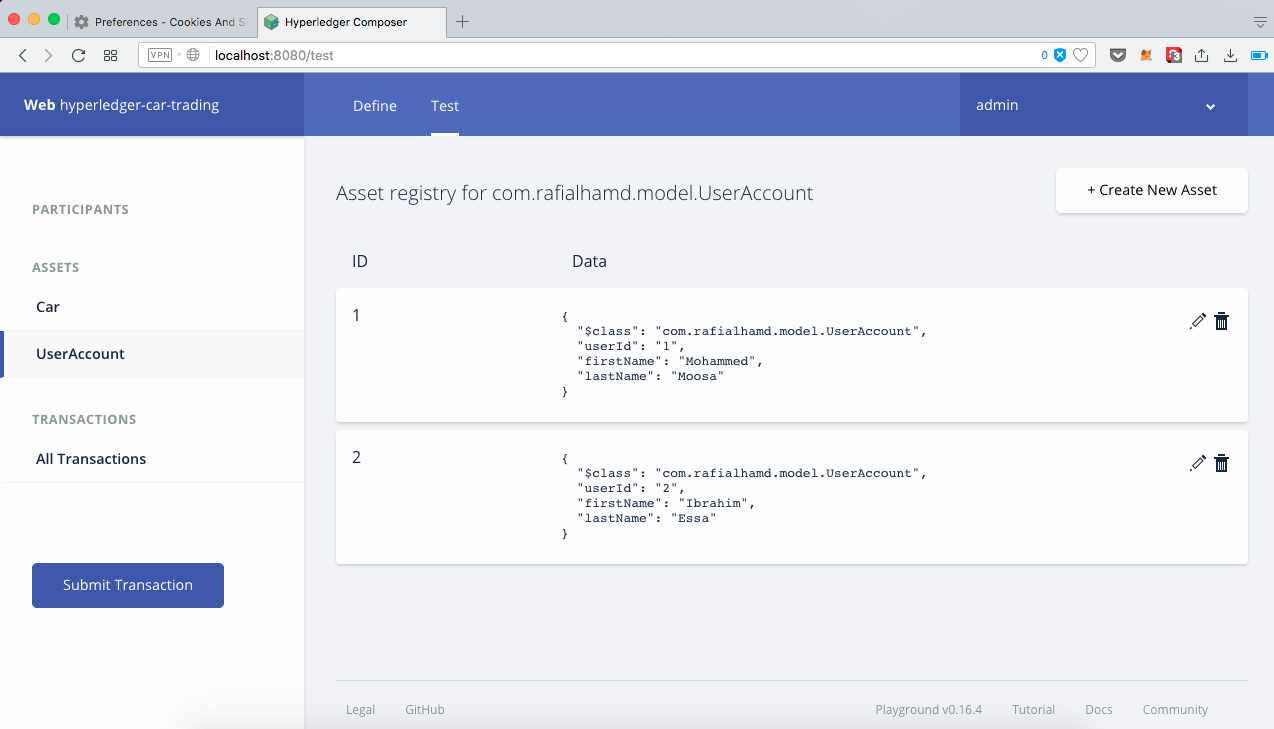 Preferences - Cookies And S
Hyperledger Composer
VPN
localhost:8080/test
0
3
Web hyperledger-car-trading
Define
Test
admin
PARTICIPANTS
ASSETS
Car
UserAccount
TRANSACTIONS
All Transactions
Submit Transaction
Asset registry for com.rafialhamd.model.UserAccount
+ Create New Asset
ID
Data
1
{
"$class": "com.rafialhamd.model.UserAccount",
"userId": "1",
"firstName": "Mohammed",
"lastName": "Moosa"
}
2
{
"$class": "com.rafialhamd.model.UserAccount",
"userId": "2",
"firstName": "Ibrahim",
"lastName": "Essa"
}
Legal
GitHub
Playground v0.16.4
Tutorial
Docs
Community